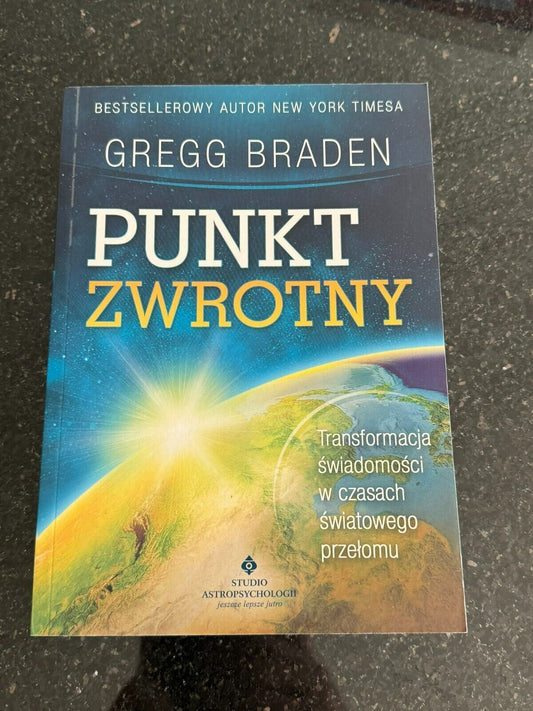 BESTSELLEROWY AUTOR NEW YORK TIMESA
GREGG BRADEN
PUNKT
ZWROTNY
Transformacja
świadomości
w czasach
światowego
przełomu
STUDIO
ASTROPSYCHOLOGII
jeszcze lepsze jutro